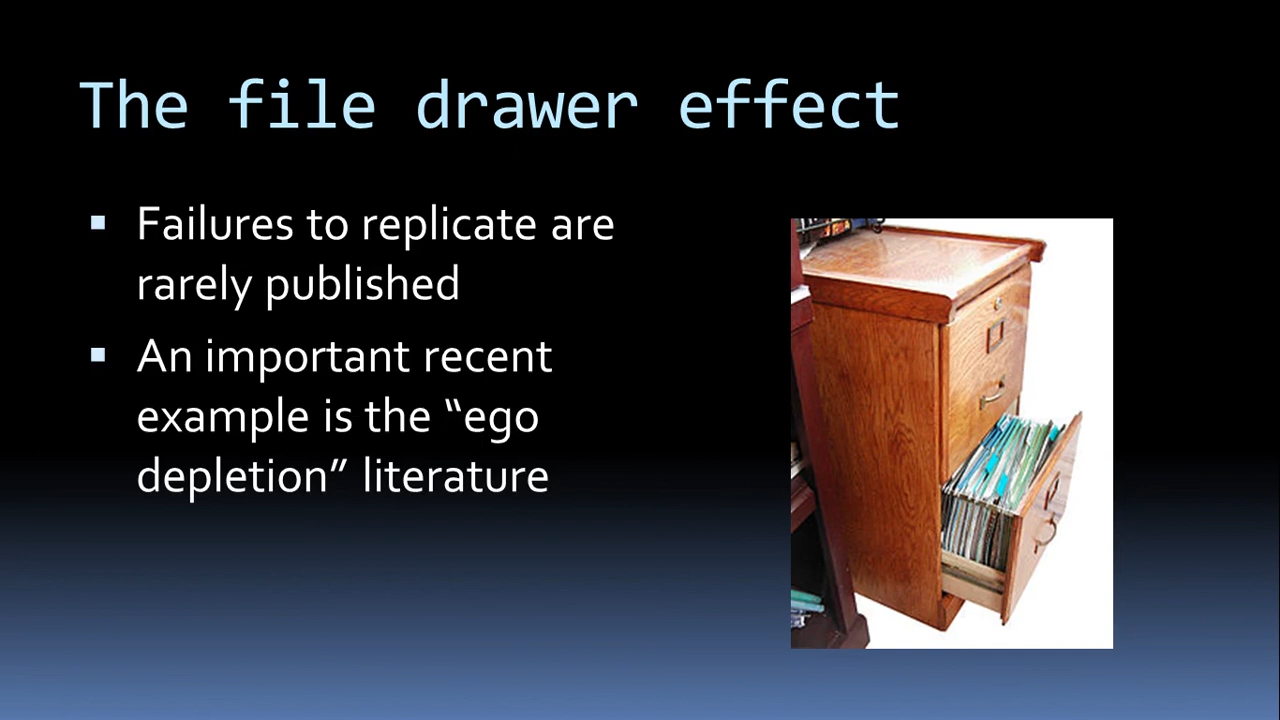 The file drawer effect
Failures to replicate are
rarely published
An important recent
example is the “ego
depletion” literature